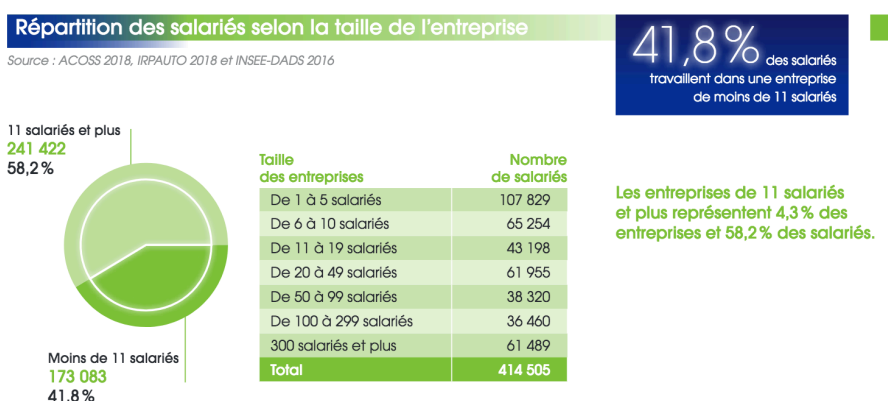 Répartition des salariés selon la taille de l'entreprise
Source : ACOSS 2018, IRPAUTO 2018 et INSEE-DADS 2016
41,8 % des salariés
travaillent dans une entreprise
de moins de 11 salariés
11 salariés et plus
241 422
58,2 %
Moins de 11 salariés
173 083
41,8 %
Taille des entreprises Nombre de salariés
De 1 à 5 salariés 107 829
De 6 à 10 salariés 65 254
De 11 à 19 salariés 43 198
De 20 à 49 salariés 61 955
De 50 à 99 salariés 38 320
De 100 à 299 salariés 36 460
300 salariés et plus 61 489
Total 414 505
Les entreprises de 11 salariés
et plus représentent 4,3 % des
entreprises et 58,2 % des salariés.